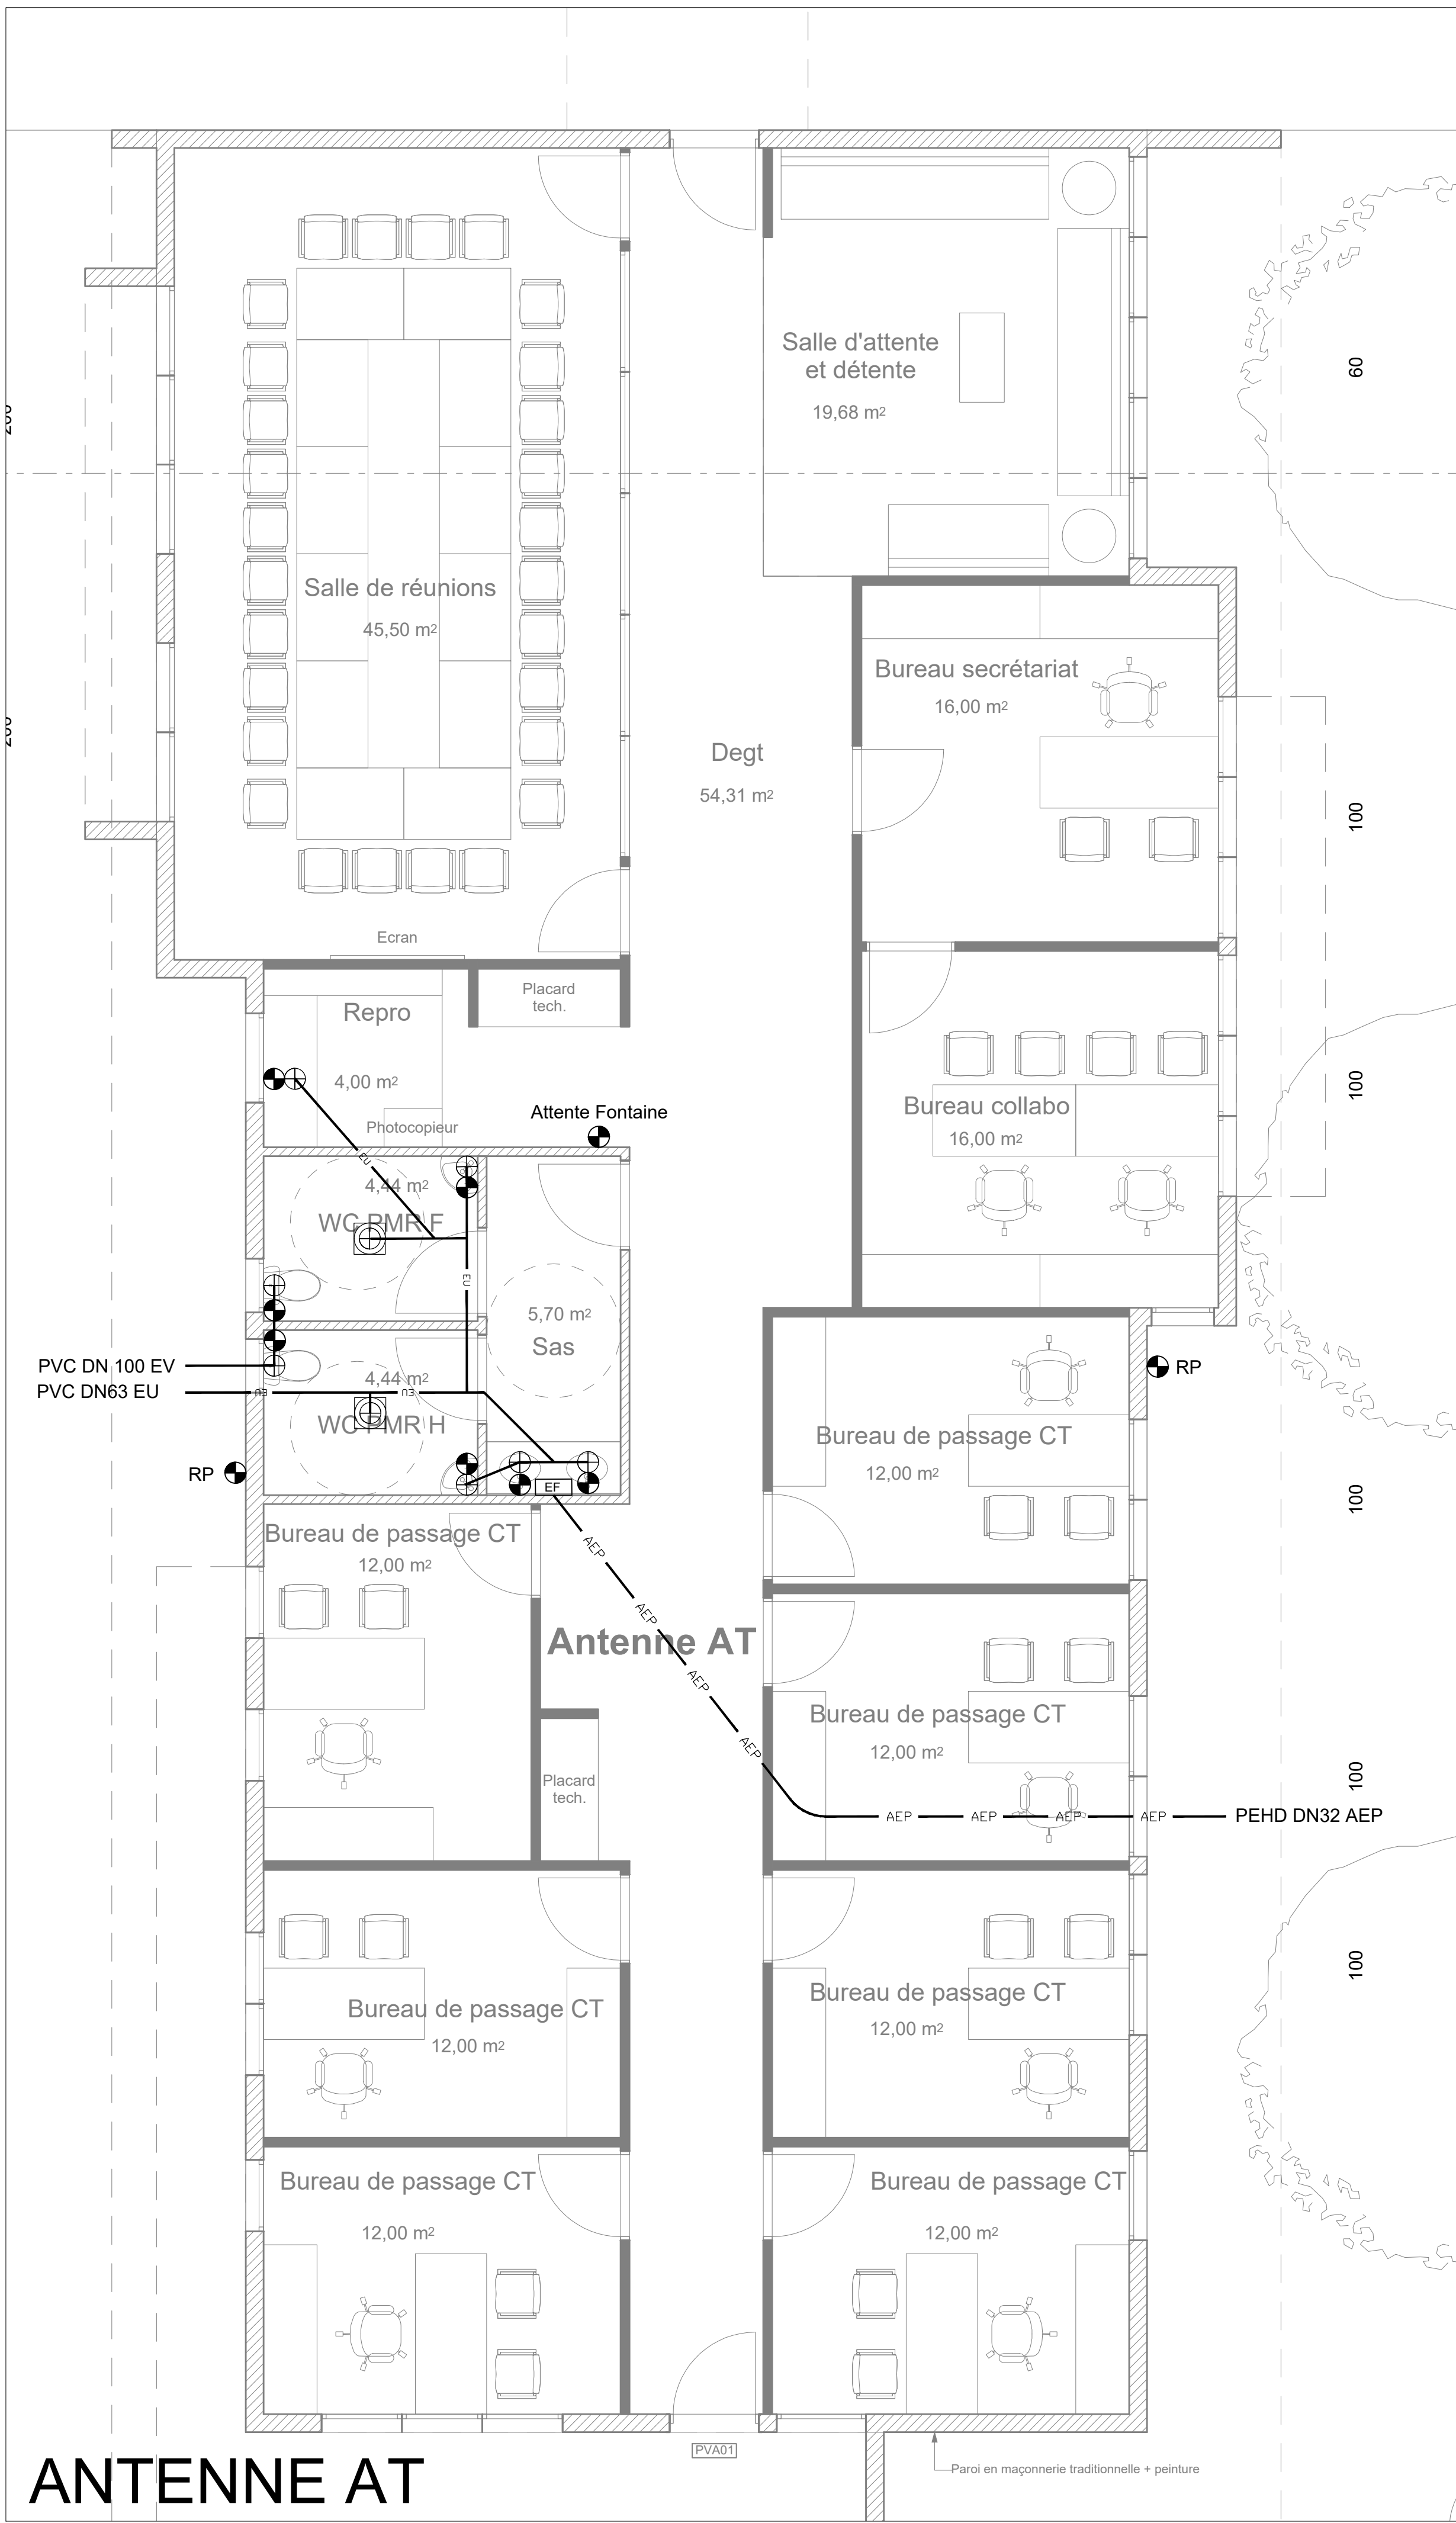 Salle d'attente
et détente
19,68 m²
60
200
Salle de réunions
45,50 m²
Bureau secrétariat
16,00 m²
200
Degt
54,31 m²
100
Ecran
Placard
tech.
Repro
4,00 m²
Photocopieur
Attente Fontaine
Bureau collabo
16,00 m²
100
EU
4,44 m²
WC PMR F
EU
5,70 m²
Sas
PVC DN 100 EV
PVC DN63 EU
EU
EU
4,44 m²
WC PMR H
RP
RP
EF
Bureau de passage CT
12,00 m²
100
Bureau de passage CT
12,00 m²
AEP
AEP
AEP
AEP
Antenne AT
Bureau de passage CT
12,00 m²
100
Placard
tech.
AEP
AEP
AEP
AEP
PEHD DN32 AEP
Bureau de passage CT
12,00 m²
Bureau de passage CT
12,00 m²
100
Bureau de passage CT
12,00 m²
Bureau de passage CT
12,00 m²
PVA01
Paroi en maçonnerie traditionnelle + peinture
ANTENNE AT